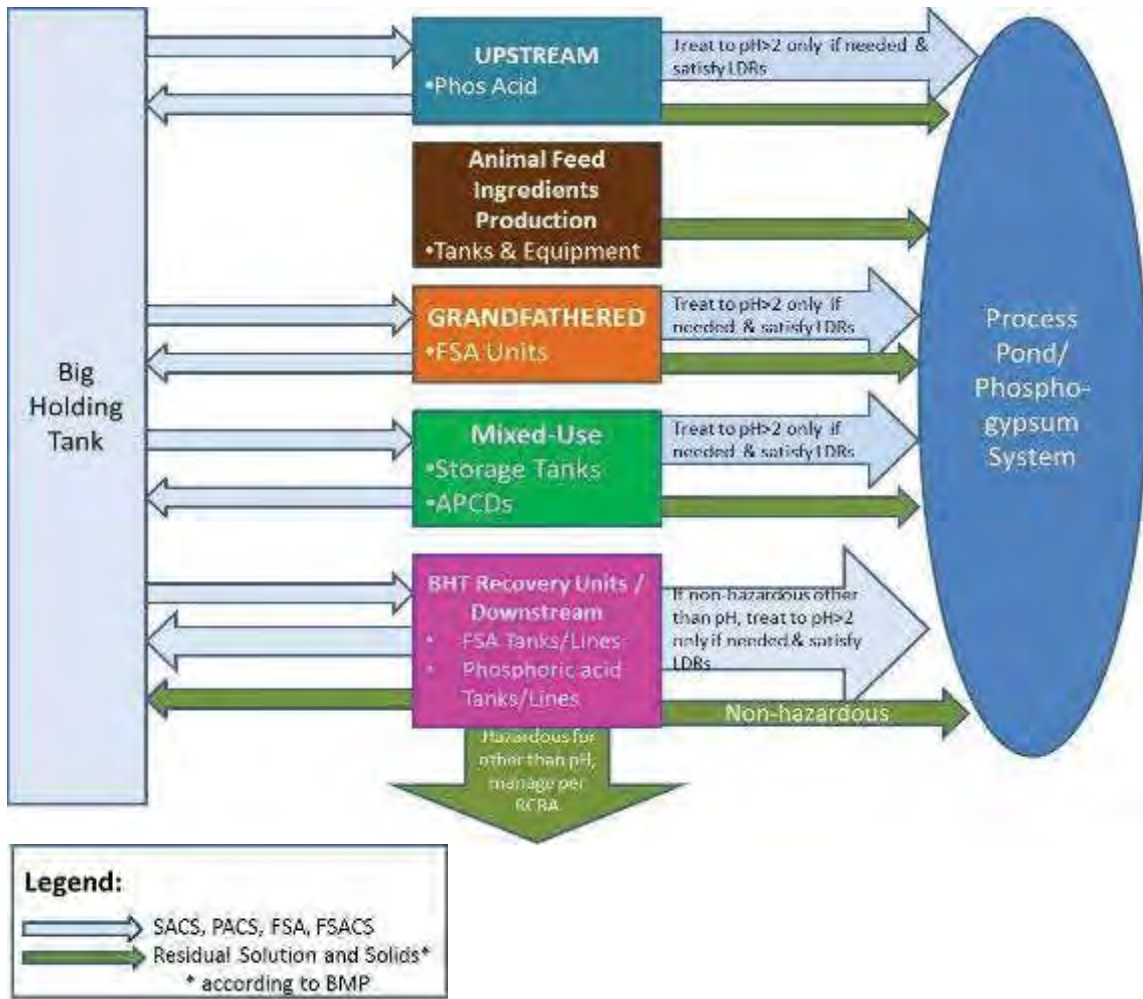 Big
Holding
Tank
UPSTREAM
•Phos Acid
Treat to pH>2 only if needed &
satisfy LDRs
Animal Feed
Ingredients
Production
•Tanks & Equipment
GRANDFATHERED
•FSA Units
Treat to pH>2 only if
needed & satisfy LDRs
Mixed-Use
•Storage Tanks
•APCDs
Treat to pH>2 only if
needed & satisfy LDRs
BHT Recovery Units /
Downstream
• FSA Tanks/Lines
• Phosphoric acid
Tanks/Lines
If non-hazardous other
than pH, treat to pH>2
only if needed & satisfy
LDRs
Non-hazardous
Hazardous for
other than pH,
manage per
RCRA
Process
Pond/
Phospho-
gypsum
System
Legend:
SACS, PACS, FSA, FSACS
Residual Solution and Solids*
* according to BMP